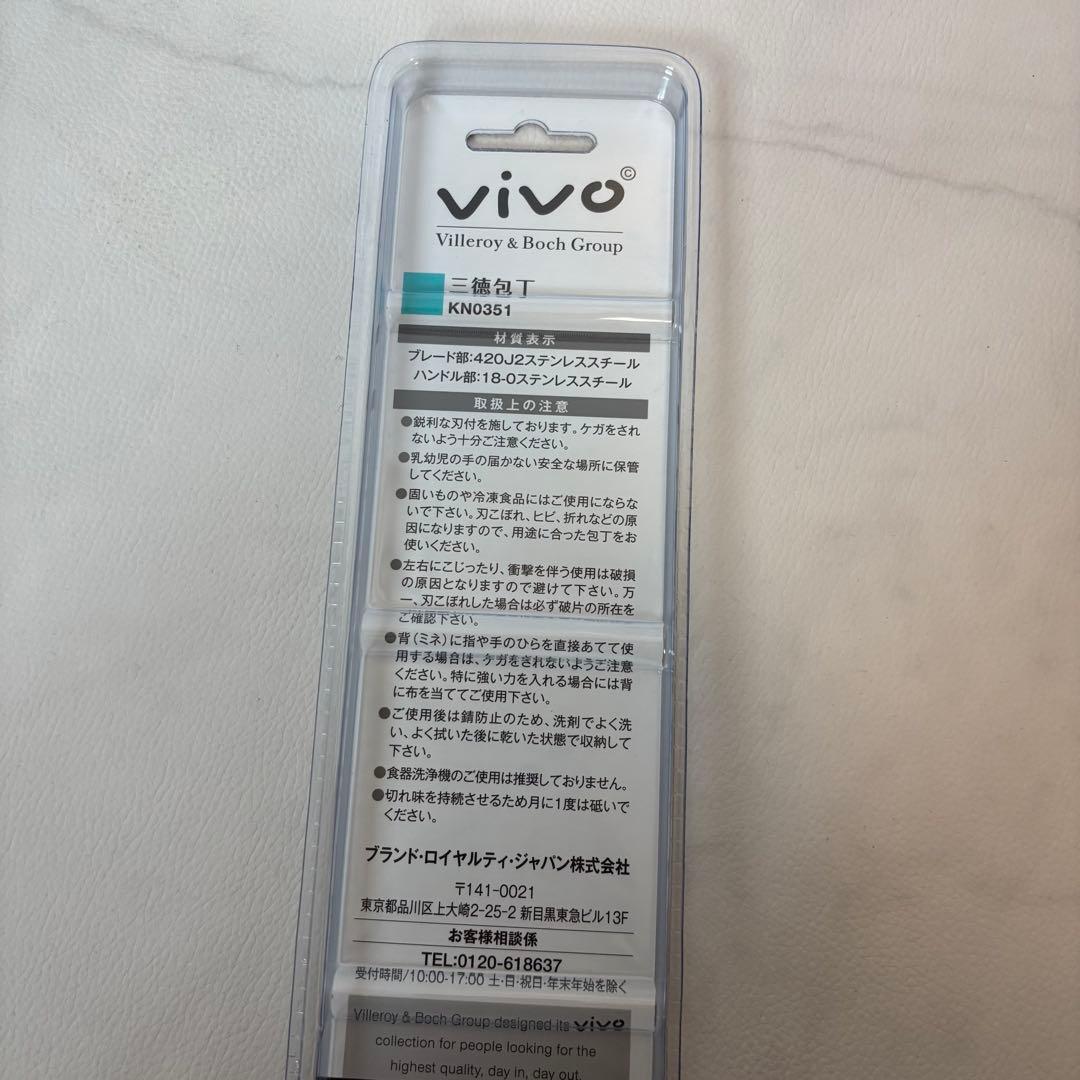 vivo©
Villeroy & Boch Group
三徳包丁
KN0351
材質表示
ブレード部:420J2ステンレススチール
ハンドル部:18-0ステンレススチール
取扱上の注意
●鋭利な刃付を施しております。ケガをされ
ないよう十分ご注意ください。
●乳幼児の手の届かない安全な場所に保管
してください。
●固いものや冷凍食品にはご使用にならな
いで下さい。刃こぼれ、ヒビ、折れなどの原
因になりますので、用途に合った包丁をお
使いください。
●左右にこじったり、衝撃を伴う使用は破損
の原因となりますので避けて下さい。万
一、刃こぼれした場合は必ず破片の所在を
ご確認下さい。
●背(ミネ)に指や手のひらを直接あてて使
用する場合は、ケガをされないようご注意
ください。特に強い力を入れる場合には背
に布を当ててご使用下さい。
●ご使用後は錆防止のため、洗剤でよく洗
い、よく拭いた後に乾いた状態で収納して
下さい。
●食器洗浄機のご使用は推奨しておりません。
●切れ味を持続させるため月に1度は砥いで
ください。
ブランド・ロイヤルティ・ジャパン株式会社
〒141-0021
東京都品川区上大崎2-25-2 新目黒東急ビル13F
お客様相談係
TEL:0120-618637
受付時間/10:00-17:00 土・日・祝日・年末年始を除く
Villeroy & Boch Group designed its vivo
collection for people looking for the
highest quality, day in, day out.